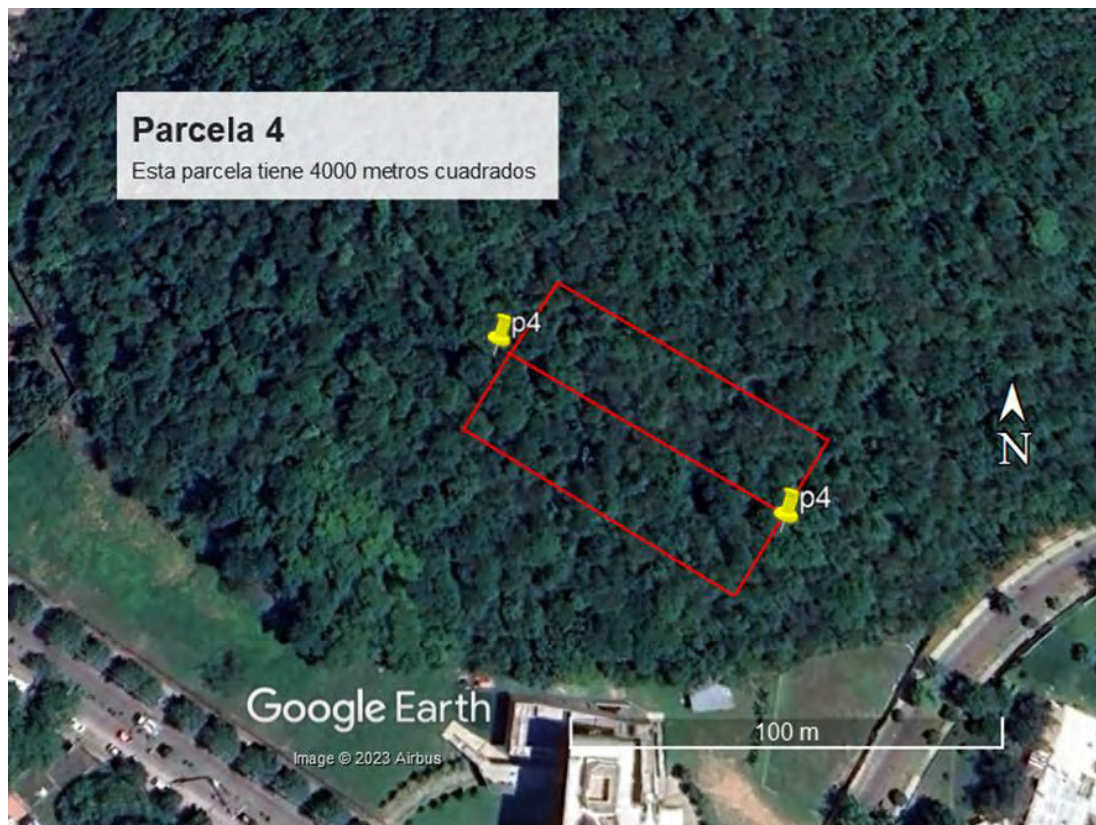 Parcela 4
Esta parcela tiene 4000 metros cuadrados
p4
p4
N
Google Earth
100 m
Image © 2023 Airbus